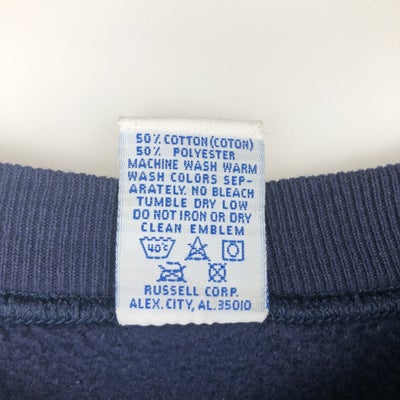 50% COTTON (COTON)
50% POLYESTER
MACHINE WASH WARM
WASH COLORS SEP-
ARATELY. NO BLEACH
TUMBLE DRY LOW
DO NOT IRON OR DRY
CLEAN EMBLEM
40°C
RUSSELL CORP.
ALEX. CITY, AL. 35010